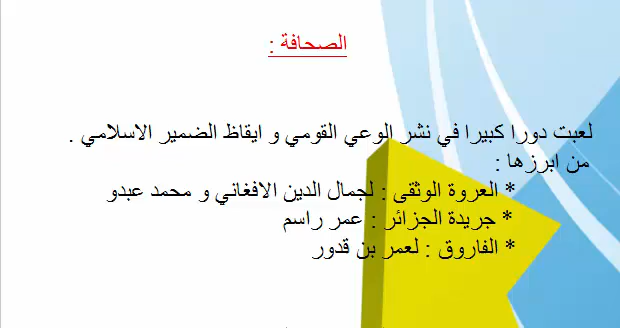 الصحافة :
لعبت دورا كبيرا في نشر الوعي القومي و ايقاظ الضمير الاسلامي .
من ابرزها :
* العروة الوثقى : لجمال الدين الافغاني و محمد عبدو
* جريدة الجزائر : عمر راسم
* الفاروق : لعمر بن قدور